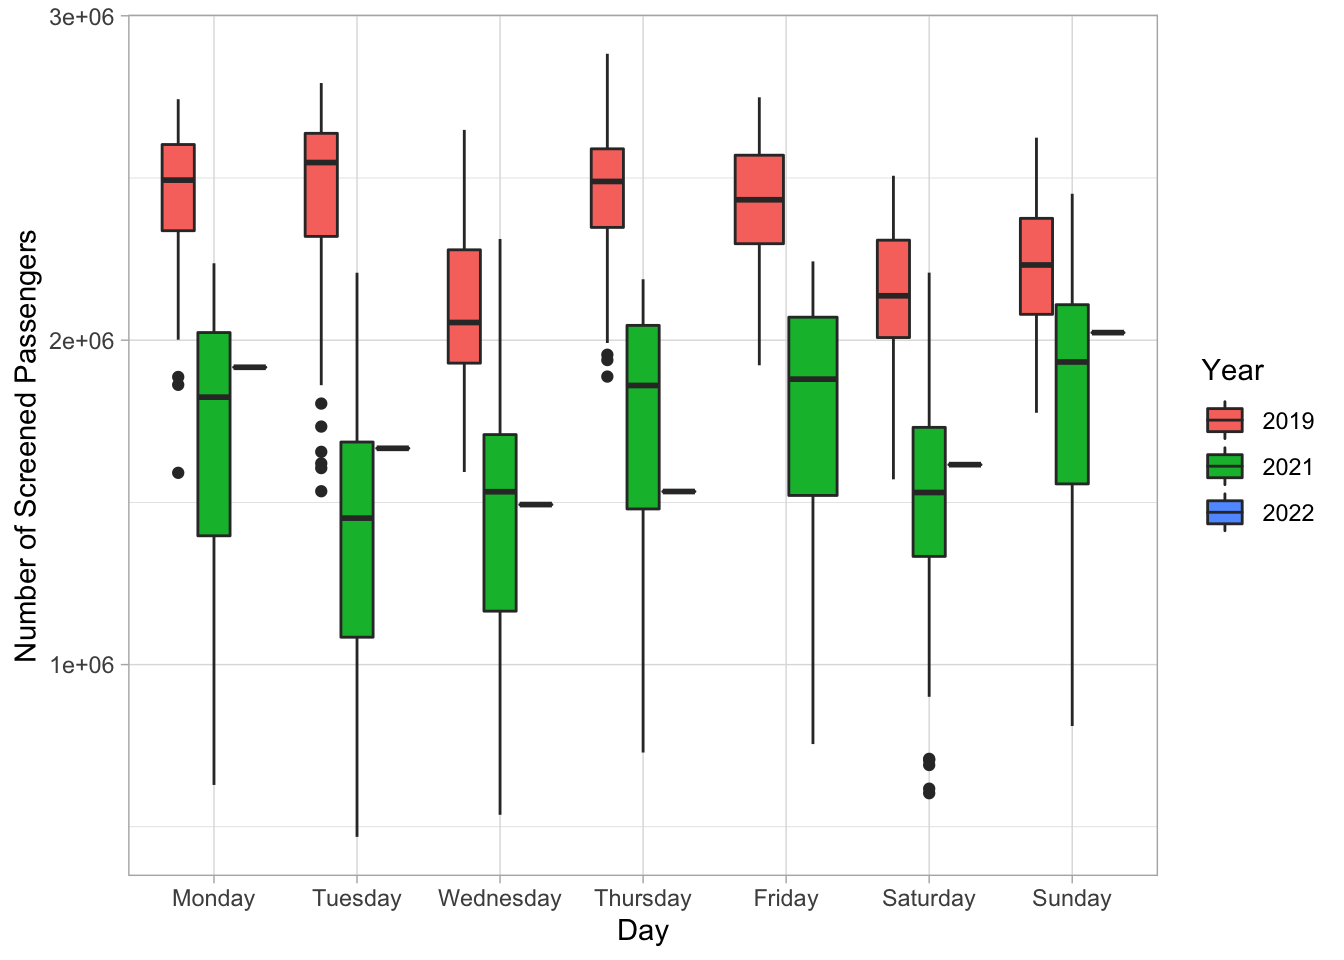 3e+06
2e+06
1e+06
Number of Screened Passengers
Monday Tuesday Wednesday Thursday Friday Saturday Sunday
Day
Year
2019
2021
2022